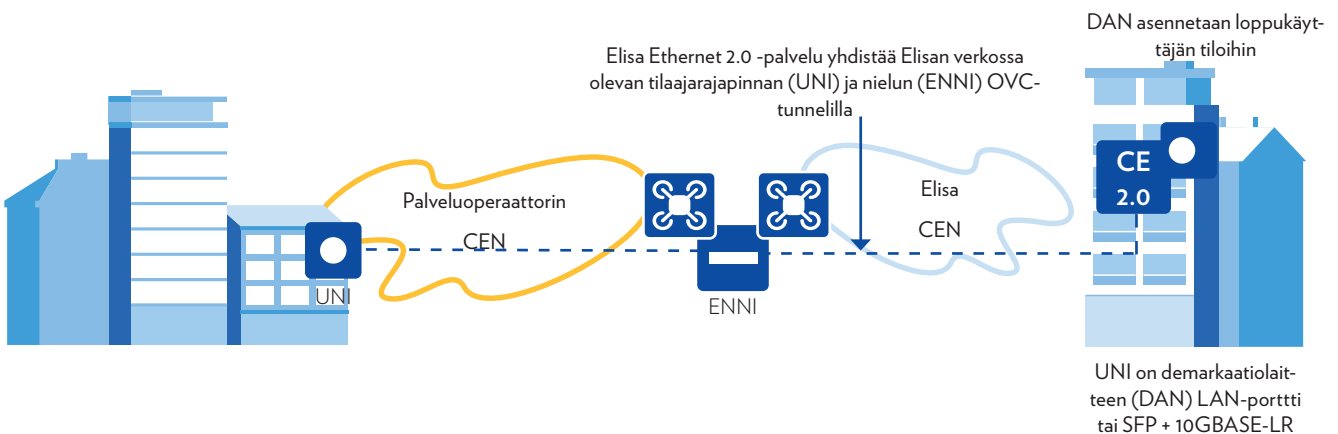 DAN asennetaan loppukäyt-
täjän tiloihin
Elisa Ethernet 2.0 -palvelu yhdistää Elisan verkossa
olevan tilaajarajapinnan (UNI) ja nielun (ENNI) OVC-
tunnelilla
Palveluoperaattorin
CEN
Elisa
CEN
CE
2.0
UNI
ENNI
UNI on demarkaatiolait-
teen (DAN) LAN-porttti
tai SFP + 10GBASE-LR